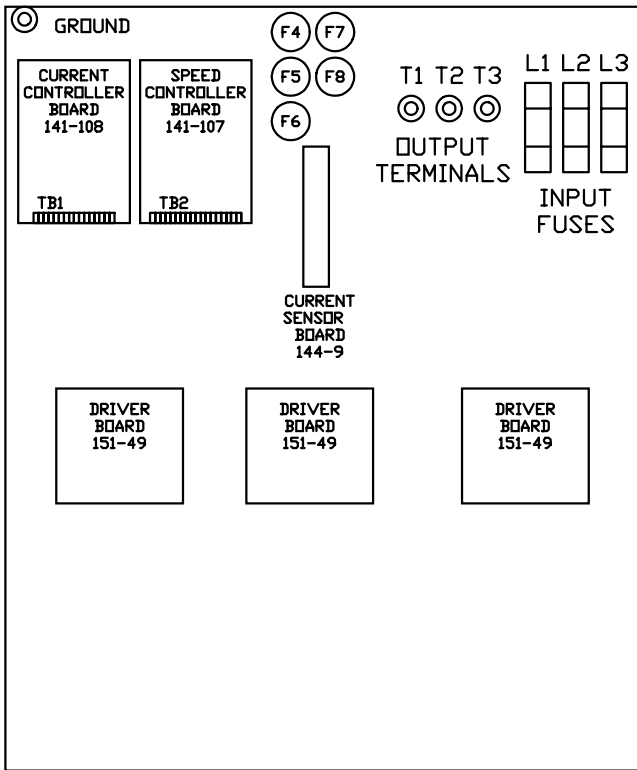 GROUND
F4 F7
F5 F8
F6
CURRENT
CONTROLLER
BOARD
141-108
TB1
SPEED
CONTROLLER
BOARD
141-107
TB2
T1 T2 T3
OUTPUT
TERMINALS
L1 L2 L3
INPUT
FUSES
CURRENT
SENSOR
BOARD
144-9
DRIVER
BOARD
151-49
DRIVER
BOARD
151-49
DRIVER
BOARD
151-49